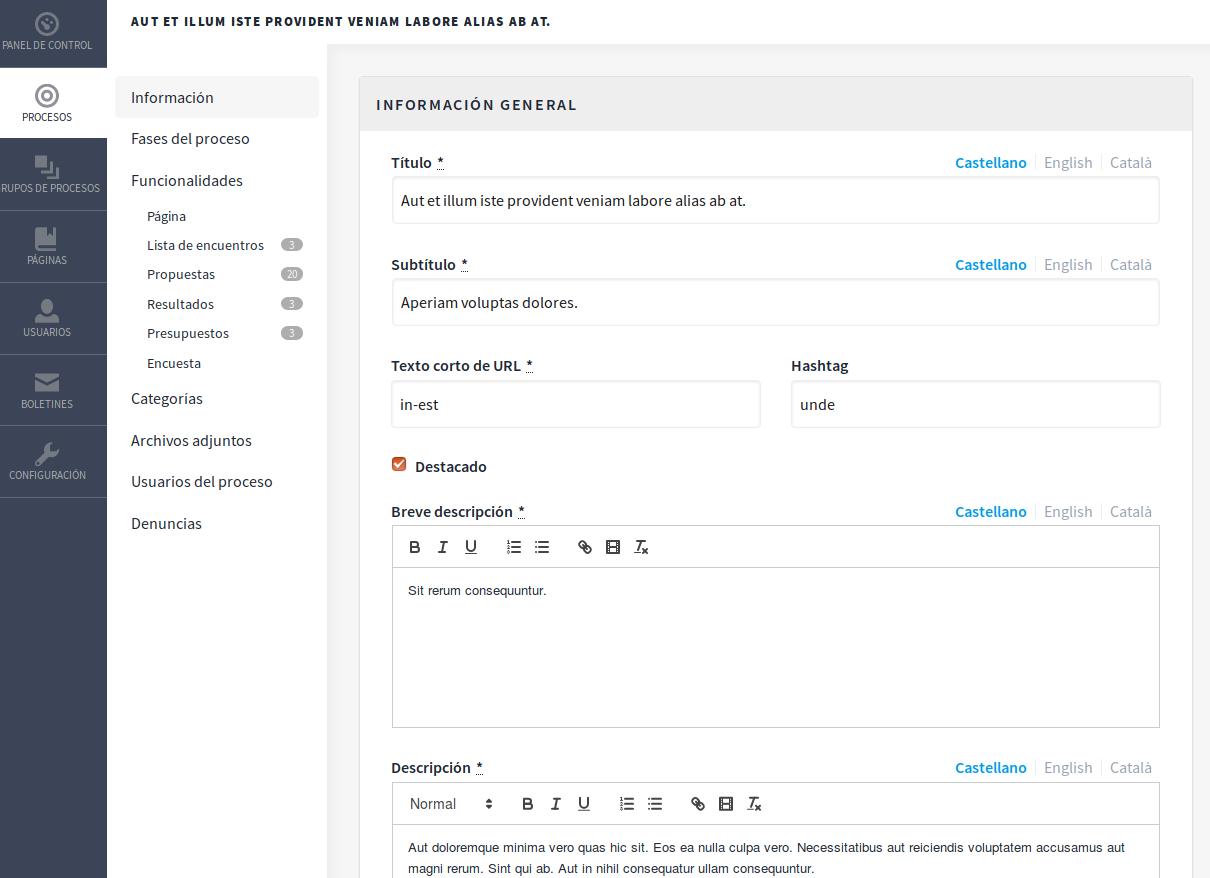 PANEL DE CONTROL
PROCESOS
RUPOS DE PROCESOS
PÁGINAS
USUARIOS
BOLETINES
CONFIGURACIÓN
AUT ET ILLUM ISTE PROVIDENT VENIAM LABORE ALIAS AB AT.
Información
Fases del proceso
Funcionalidades
Página
Lista de encuentros 3
Propuestas 20
Resultados 3
Presupuestos 3
Encuesta
Categorías
Archivos adjuntos
Usuarios del proceso
Denuncias
INFORMACIÓN GENERAL
Título * Castellano English Català
Aut et illum iste provident veniam labore alias ab at.
Subtítulo * Castellano English Català
Aperiam voluptas dolores.
Texto corto de URL * Hashtag
in-est unde
Destacado
Breve descripción * Castellano English Català
Sit rerum consequuntur.
Descripción * Castellano English Català
Normal
Aut doloremque minima vero quas hic sit. Eos ea nulla culpa vero. Necessitatibus aut reiciendis voluptatem accusamus aut
magni rerum. Sint qui ab. Aut in nihil consequatur ullam consequuntur.